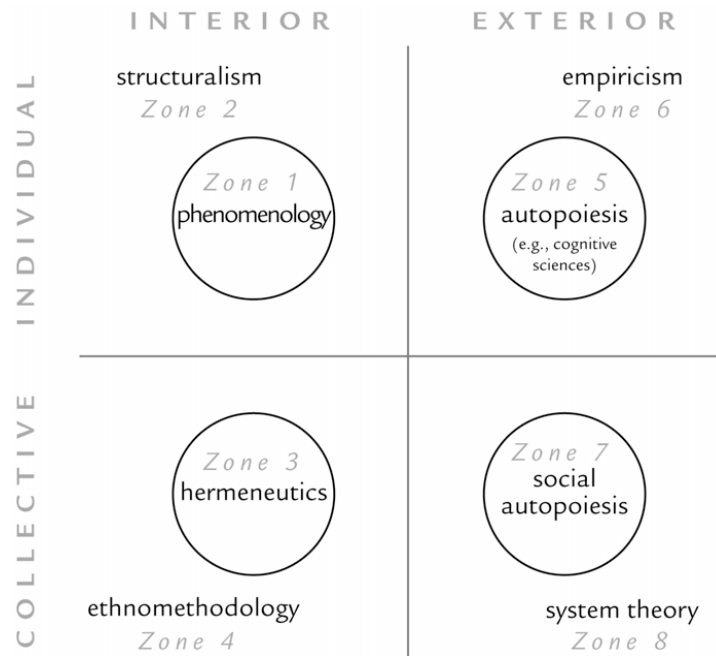 INTERIOR
EXTERIOR
INDIVIDUAL
structuralism
Zone 2
Zone 1
phenomenology
empiricism
Zone 6
Zone 5
autopoiesis
(e.g., cognitive
sciences)
COLLECTIVE
Zone 3
hermeneutics
ethnomethodology
Zone 4
Zone 7
social
autopoiesis
system theory
Zone 8